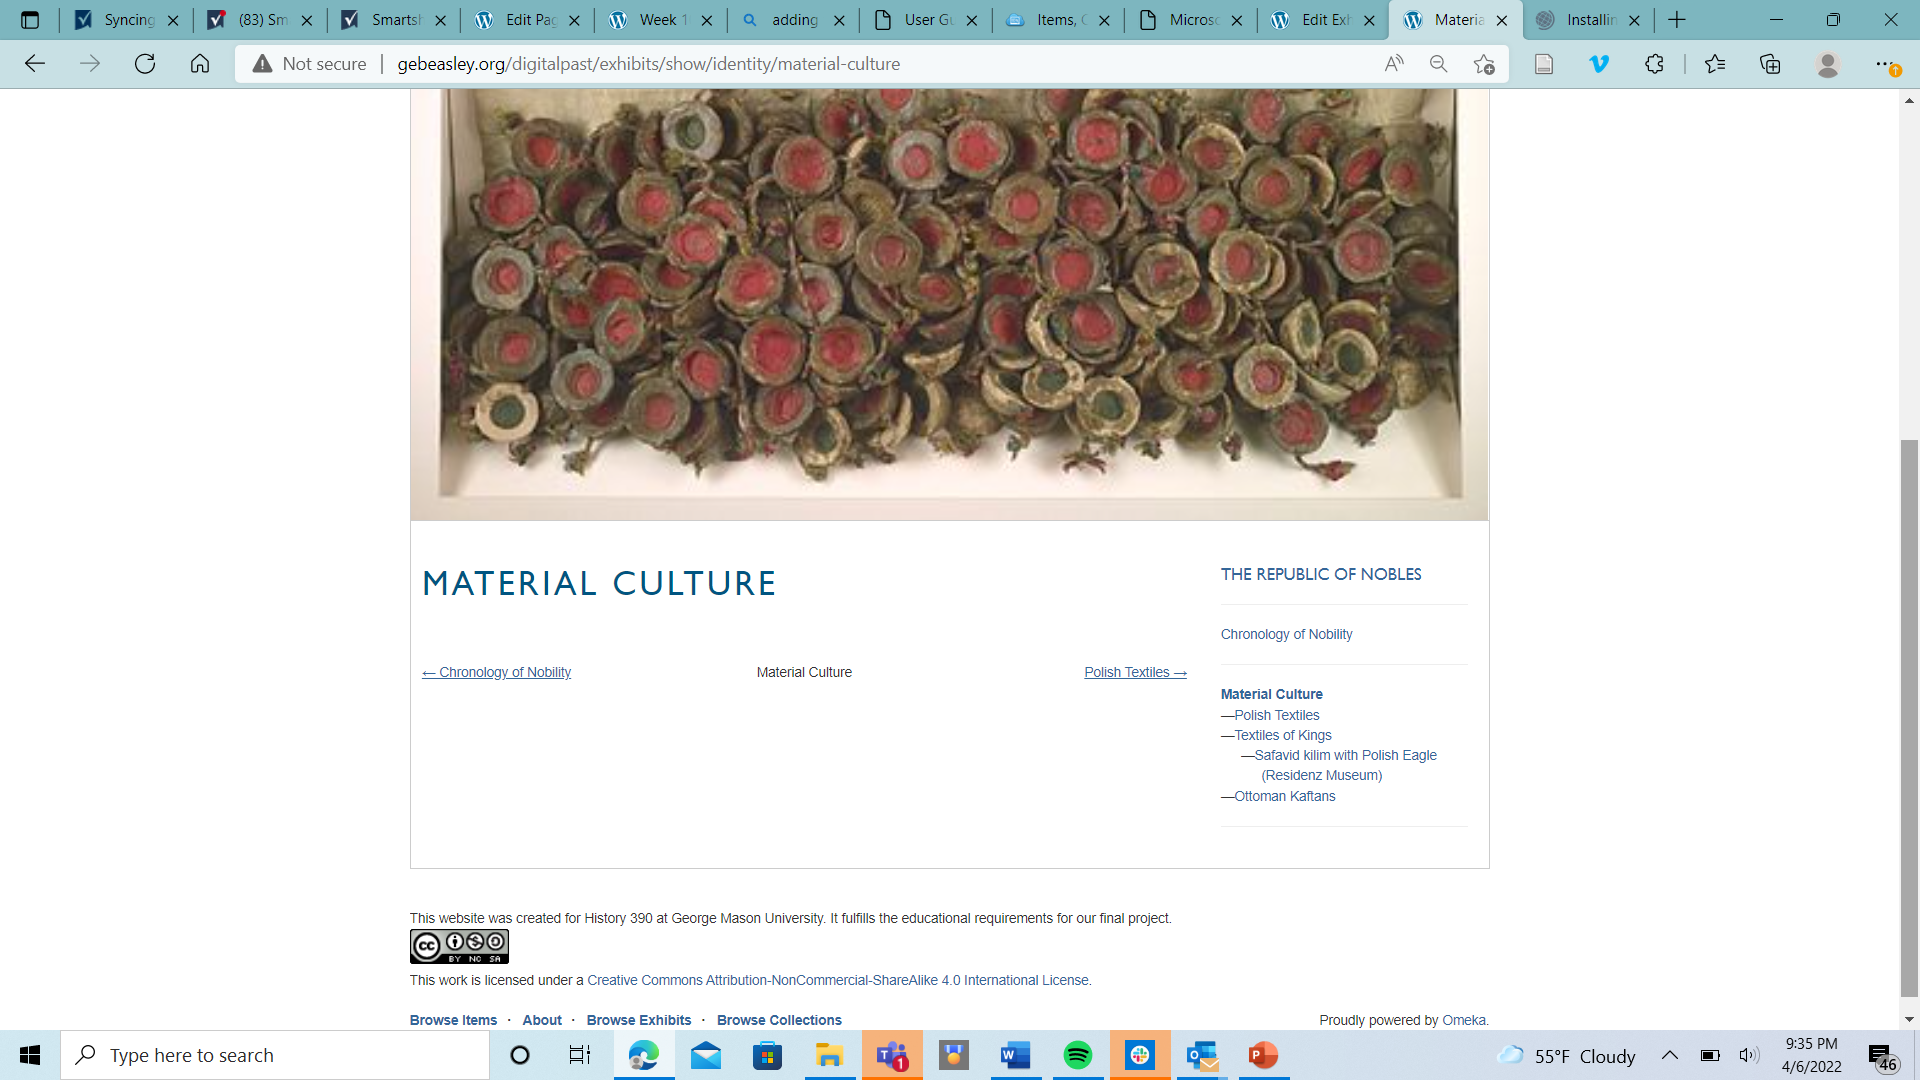 Syncing
(83) Sm
Smartsh
Edit Pag
Week 1
adding
User Gu
Items, C
Microso
Edit Exh
Materia
Installin
Not secure | gebeasley.org/digitalpast/exhibits/show/identity/material-culture
MATERIAL CULTURE
← Chronology of Nobility
Material Culture
Polish Textiles →
THE REPUBLIC OF NOBLES
Chronology of Nobility
Material Culture
—Polish Textiles
—Textiles of Kings
—Safavid kilim with Polish Eagle
(Residenz Museum)
—Ottoman Kaftans
This website was created for History 390 at George Mason University. It fulfills the educational requirements for our final project.
cc BY NC SA
This work is licensed under a Creative Commons Attribution-NonCommercial-ShareAlike 4.0 International License.
Browse Items · About · Browse Exhibits · Browse Collections
Proudly powered by Omeka.
Type here to search
1
55°F Cloudy
9:35 PM
4/6/2022
46